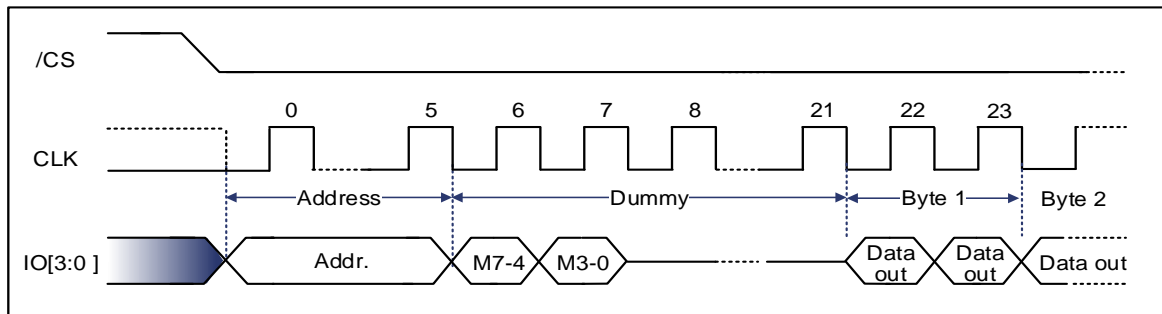 /CS
0 5 6 7 8 21 22 23
CLK
Address Dummy Byte 1 Byte 2
IO[3:0 ] Addr. M7-4 M3-0 Data out Data out Data out